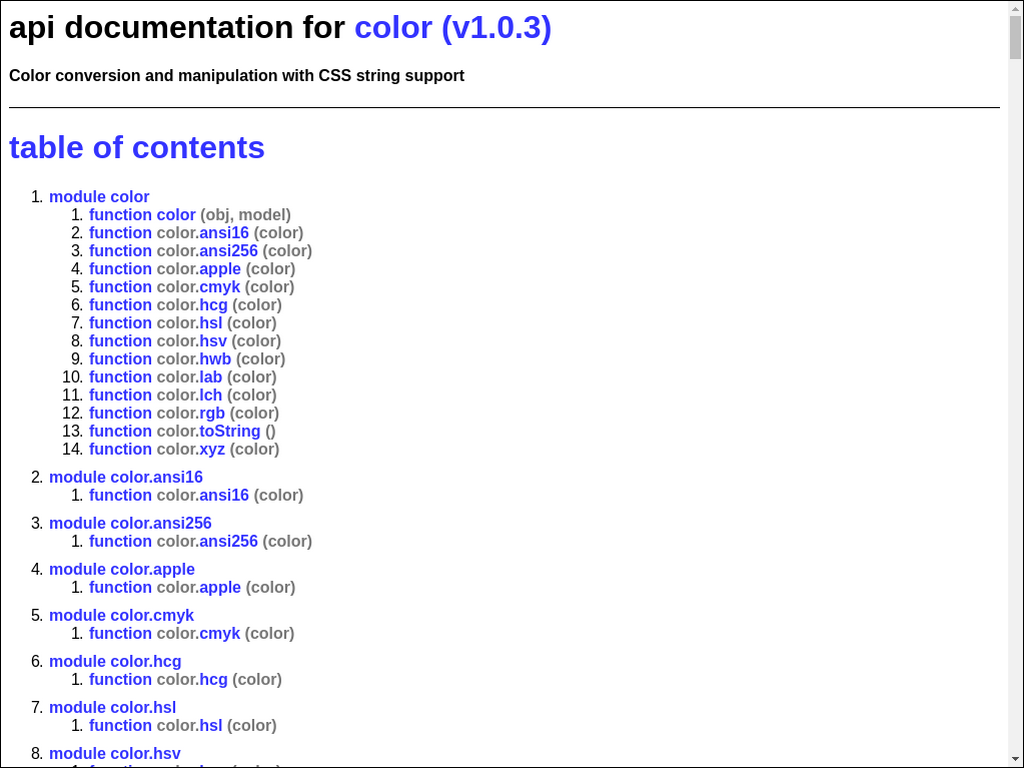 api documentation for color (v1.0.3)
Color conversion and manipulation with CSS string support
table of contents
1. module color
1. function color (obj, model)
2. function color.ansi16 (color)
3. function color.ansi256 (color)
4. function color.apple (color)
5. function color.cmyk (color)
6. function color.hcg (color)
7. function color.hsl (color)
8. function color.hsv (color)
9. function color.hwb (color)
10. function color.lab (color)
11. function color.lch (color)
12. function color.rgb (color)
13. function color.toString ()
14. function color.xyz (color)
2. module color.ansi16
1. function color.ansi16 (color)
3. module color.ansi256
1. function color.ansi256 (color)
4. module color.apple
1. function color.apple (color)
5. module color.cmyk
1. function color.cmyk (color)
6. module color.hcg
1. function color.hcg (color)
7. module color.hsl
1. function color.hsl (color)
8. module color.hsv